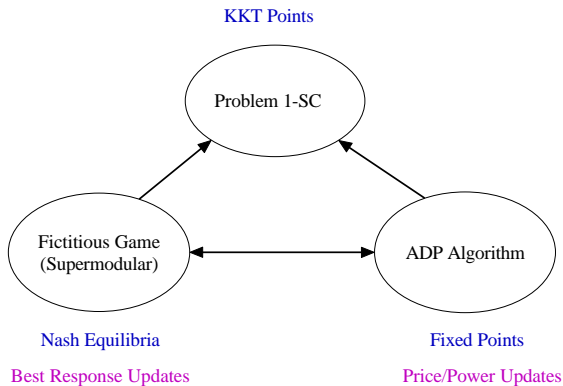 KKT Points
Problem 1-SC
Fictitious Game
(Supermodular)
ADP Algorithm
Nash Equilibria
Fixed Points
Best Response Updates
Price/Power Updates